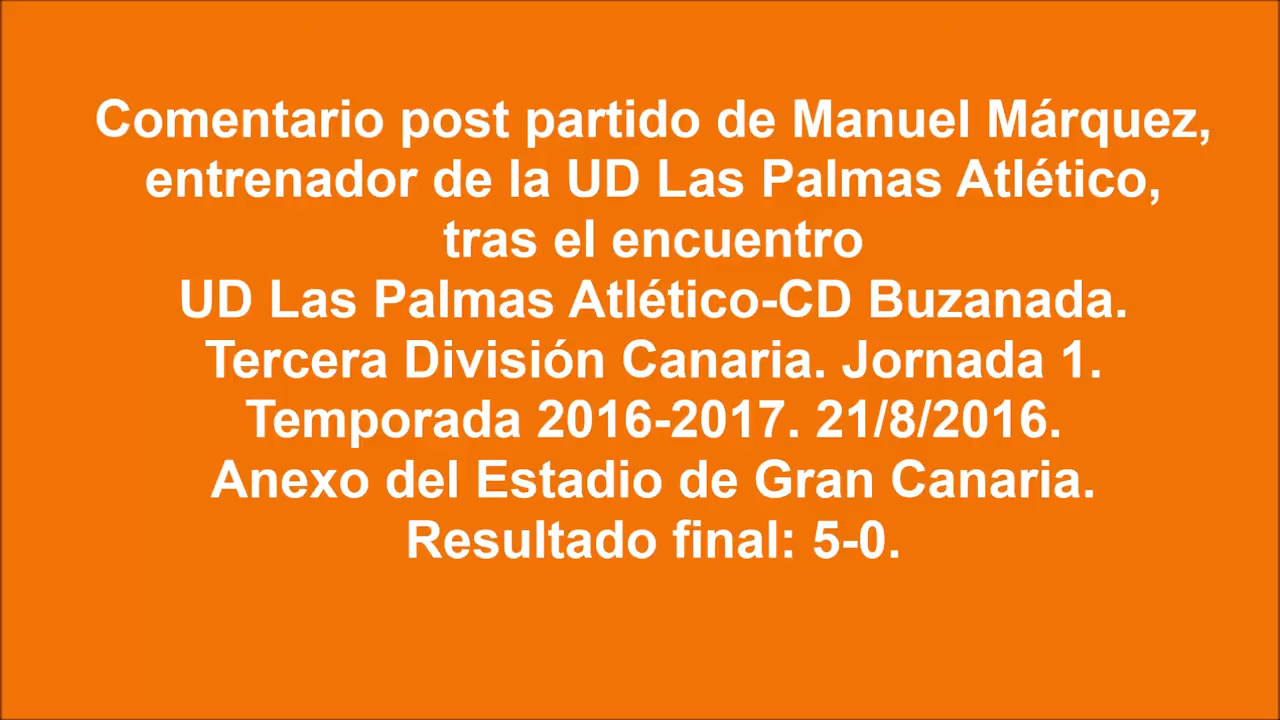 Comentario post partido de Manuel Márquez,
entrenador de la UD Las Palmas Atlético,
tras el encuentro
UD Las Palmas Atlético-CD Buzanada.
Tercera División Canaria. Jornada 1.
Temporada 2016-2017. 21/8/2016.
Anexo del Estadio de Gran Canaria.
Resultado final: 5-0.